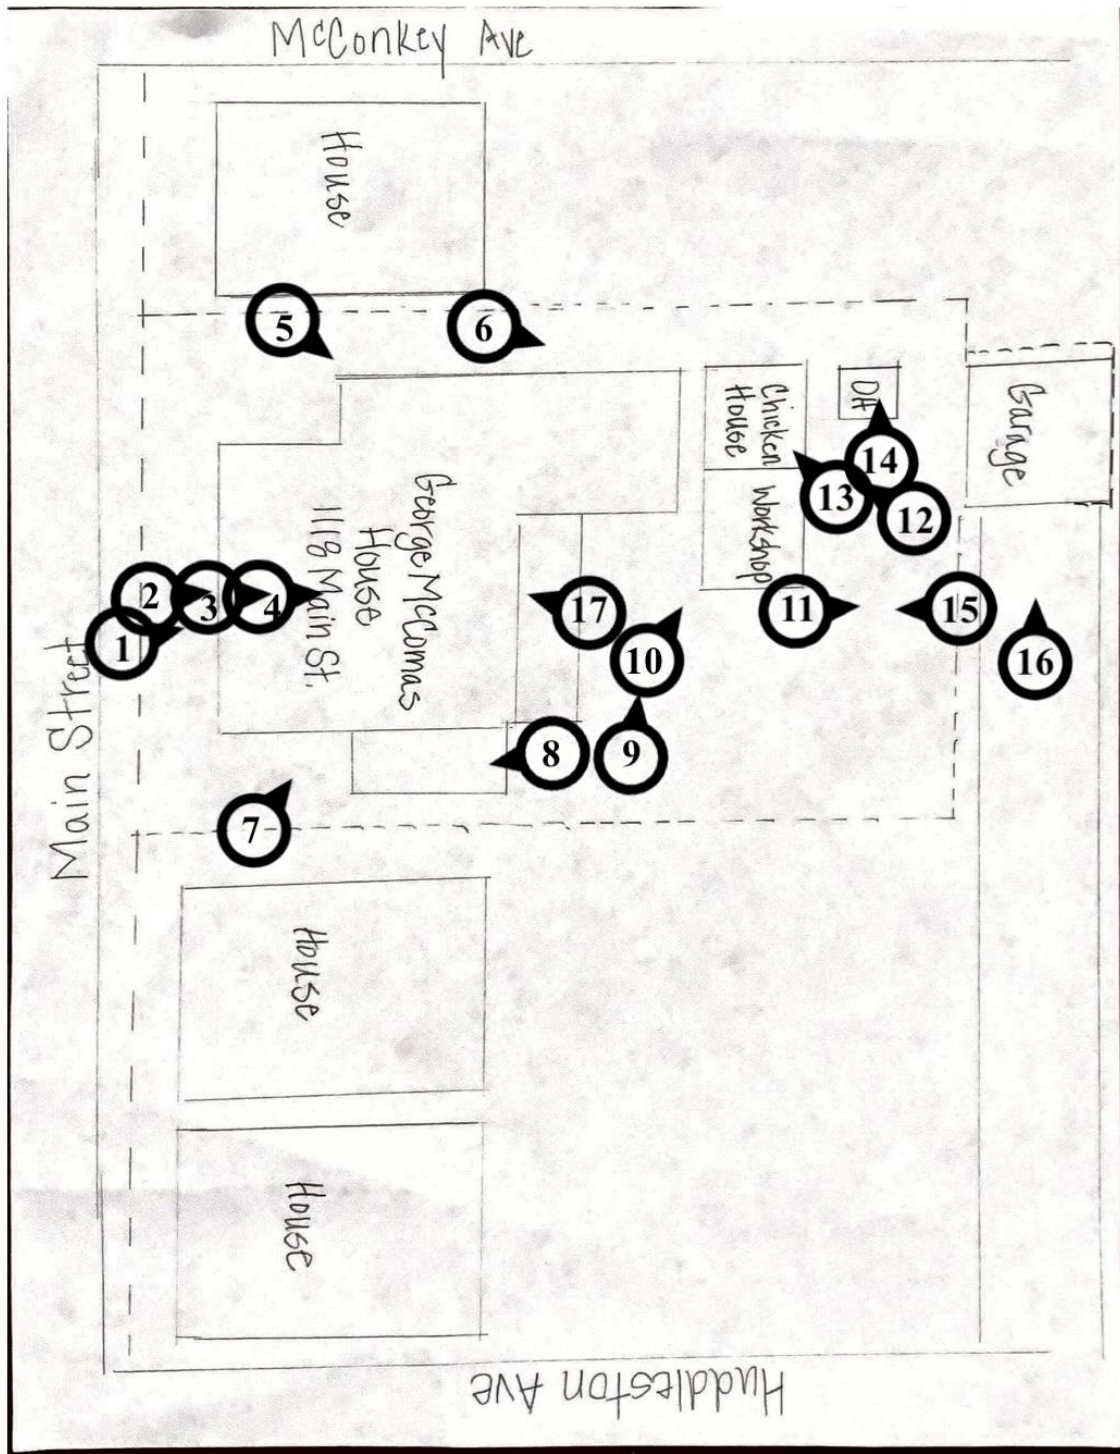 McConkey Ave
House
5
6
Chicken
House
OH
Garage
George McComas
House
1118 Main St.
Workshop
14
13
12
2
3
4
1
17
10
11
15
16
Main Street
8
9
7
House
House
Huddleston Ave